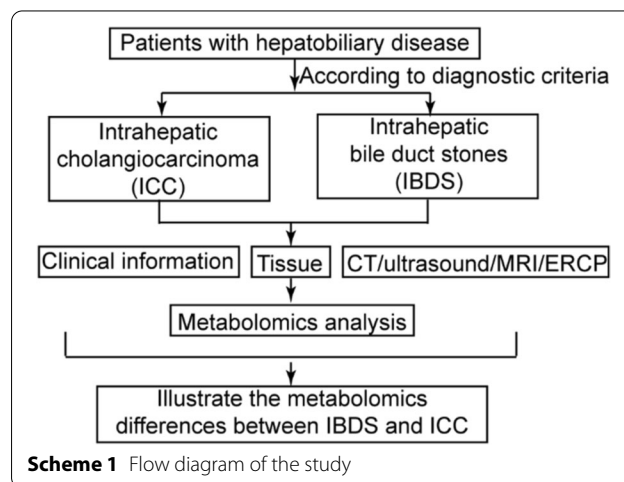 Patients with hepatobiliary disease
According to diagnostic criteria
Intrahepatic
cholangiocarcinoma
(ICC)
Intrahepatic
bile duct stones
(IBDS)
Clinical information
Tissue
CT/ultrasound/MRI/ERCP
Metabolomics analysis
Illustrate the metabolomics
differences between IBDS and ICC
Scheme 1 Flow diagram of the study